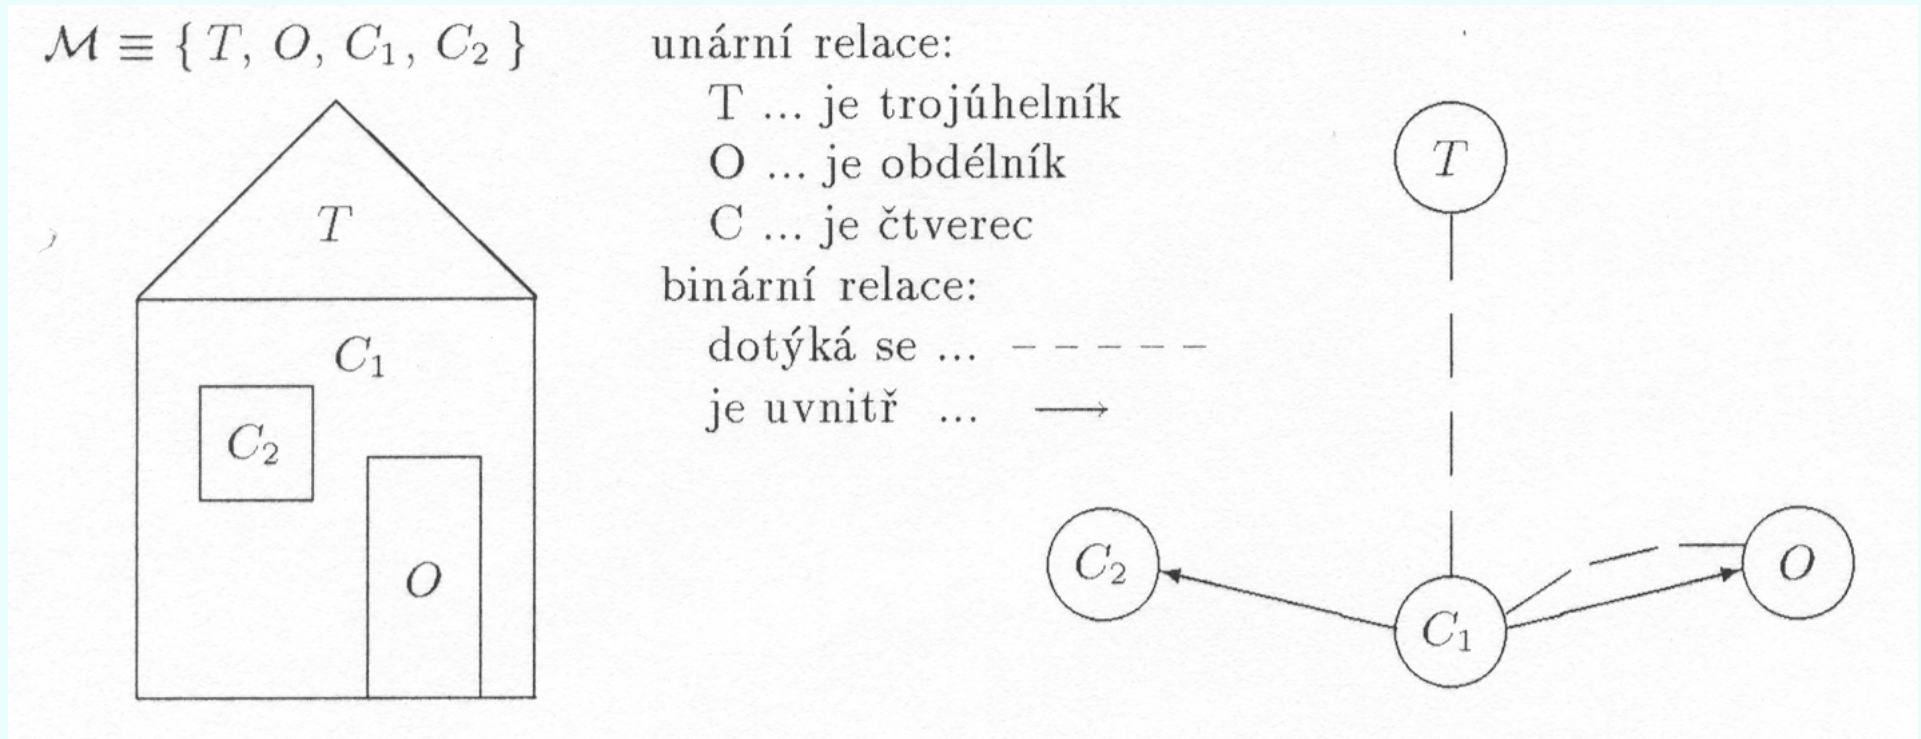 ℳ ≡ { T, O, C₁, C₂ }
T
C₁
C₂
O
unární relace:
T ... je trojúhelník
O ... je obdélník
C ... je čtverec
binární relace:
dotýká se ... – – – – –
je uvnitř ... ⟶
T
C₂
C₁
O